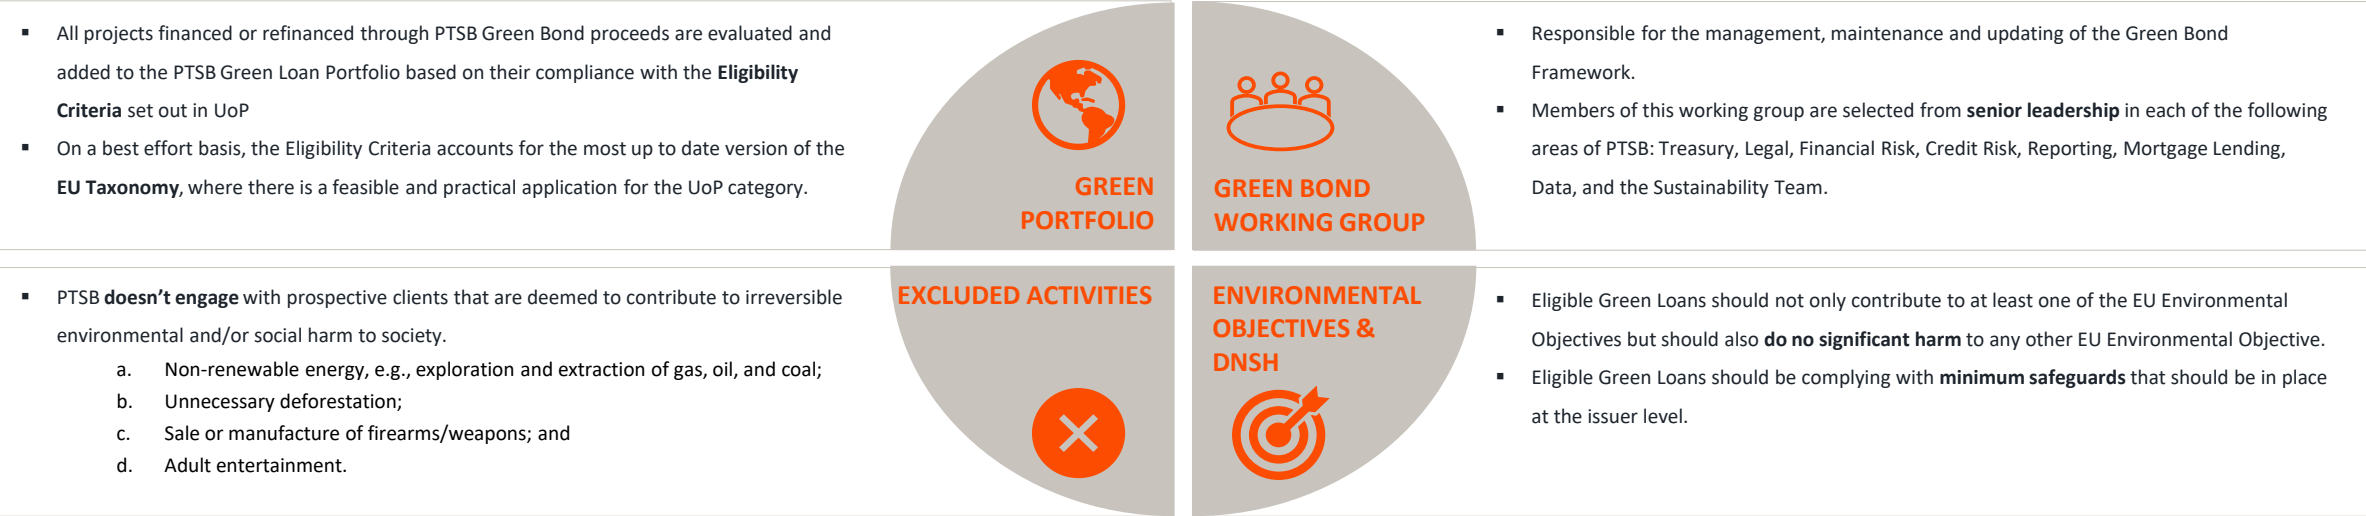 ▪ All projects financed or refinanced through PTSB Green Bond proceeds are evaluated and
added to the PTSB Green Loan Portfolio based on their compliance with the Eligibility
Criteria set out in UoP
▪ On a best effort basis, the Eligibility Criteria accounts for the most up to date version of the
EU Taxonomy, where there is a feasible and practical application for the UoP category.
GREEN
PORTFOLIO
GREEN BOND
WORKING GROUP
▪ Responsible for the management, maintenance and updating of the Green Bond
Framework.
▪ Members of this working group are selected from senior leadership in each of the following
areas of PTSB: Treasury, Legal, Financial Risk, Credit Risk, Reporting, Mortgage Lending,
Data, and the Sustainability Team.
▪ PTSB doesn’t engage with prospective clients that are deemed to contribute to irreversible
environmental and/or social harm to society.
a. Non-renewable energy, e.g., exploration and extraction of gas, oil, and coal;
b. Unnecessary deforestation;
c. Sale or manufacture of firearms/weapons; and
d. Adult entertainment.
EXCLUDED ACTIVITIES
ENVIRONMENTAL
OBJECTIVES &
DNSH
▪ Eligible Green Loans should not only contribute to at least one of the EU Environmental
Objectives but should also do no significant harm to any other EU Environmental Objective.
▪ Eligible Green Loans should be complying with minimum safeguards that should be in place
at the issuer level.